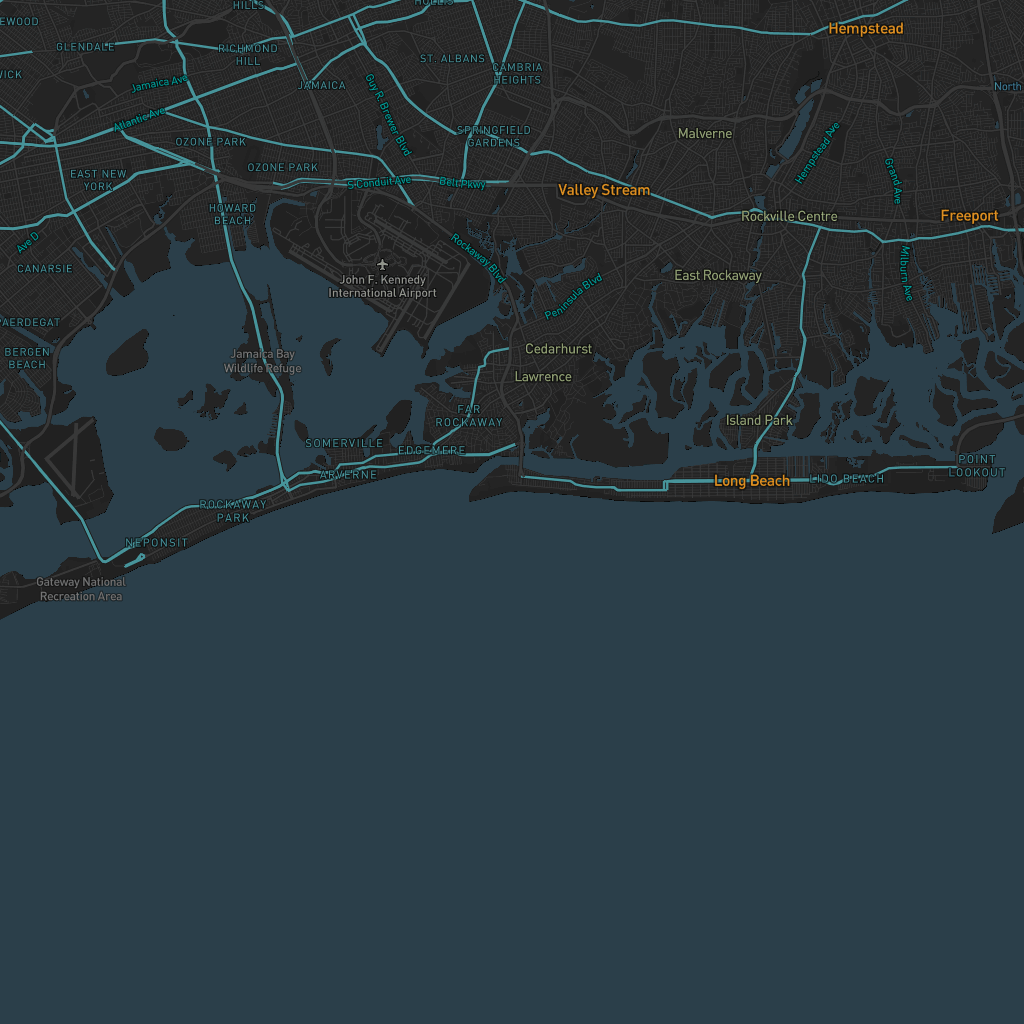 HILLS
HOLLIS
EWOOD
Hempstead
GLENDALE
RICHMOND
HILL
ST. ALBANS
CAMBRIA
HEIGHTS
WICK
Jamaica Ave
JAMAICA
North
Guy R. Brewer Blvd
Atlantic Ave
OZONE PARK
SPRINGFIELD
GARDENS
Malverne
Hempstead Ave
OZONE PARK
EAST NEW
YORK
S Conduit Ave
Belt Pkwy
Valley Stream
Grand Ave
HOWARD
BEACH
Rockville Centre
Freeport
Ave D
CANARSIE
Rockaway Blvd
Milburn Ave
John F. Kennedy
International Airport
East Rockaway
Peninsula Blvd
PAERDEGAT
BERGEN
BEACH
Jamaica Bay
Wildlife Refuge
Cedarhurst
Lawrence
FAR
ROCKAWAY
Island Park
SOMERVILLE
EDGEMERE
ARVERNE
POINT
LOOKOUT
Long Beach
LIDO BEACH
ROCKAWAY
PARK
NEPONSIT
Gateway National
Recreation Area